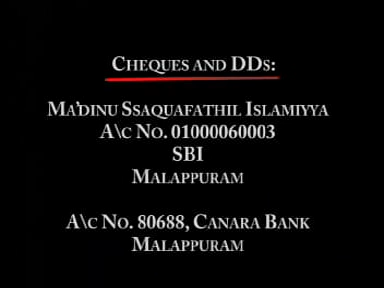 Cheques and DDs:
Ma'dinu Ssaquafathil Islamiyya
A\c No. 01000060003
SBI
Malappuram
A\c No. 80688, Canara Bank
Malappuram